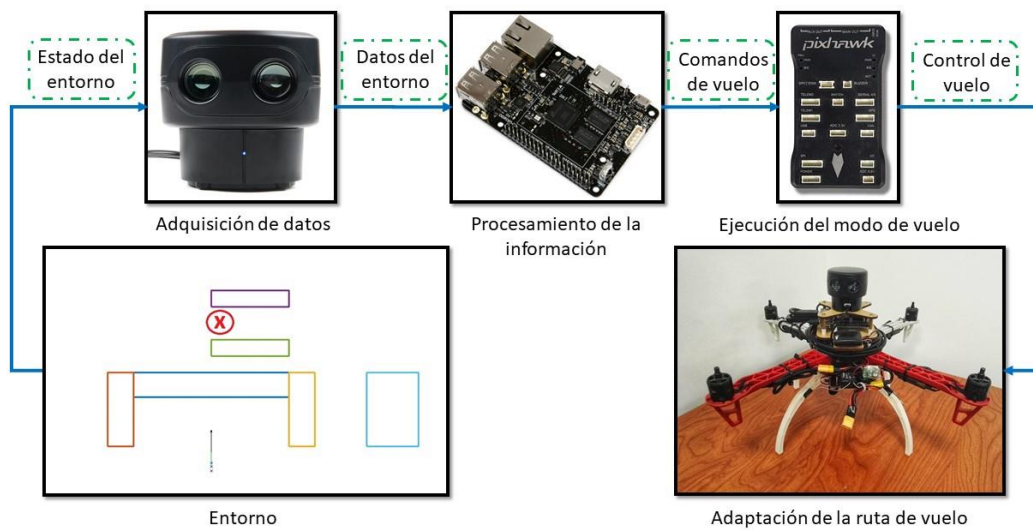 Estado del
entorno
Datos del
entorno
Comandos
de vuelo
Control de
vuelo
pixhawk
Adquisición de datos
Procesamiento de la
información
Ejecución del modo de vuelo
X
Entorno
Adaptación de la ruta de vuelo